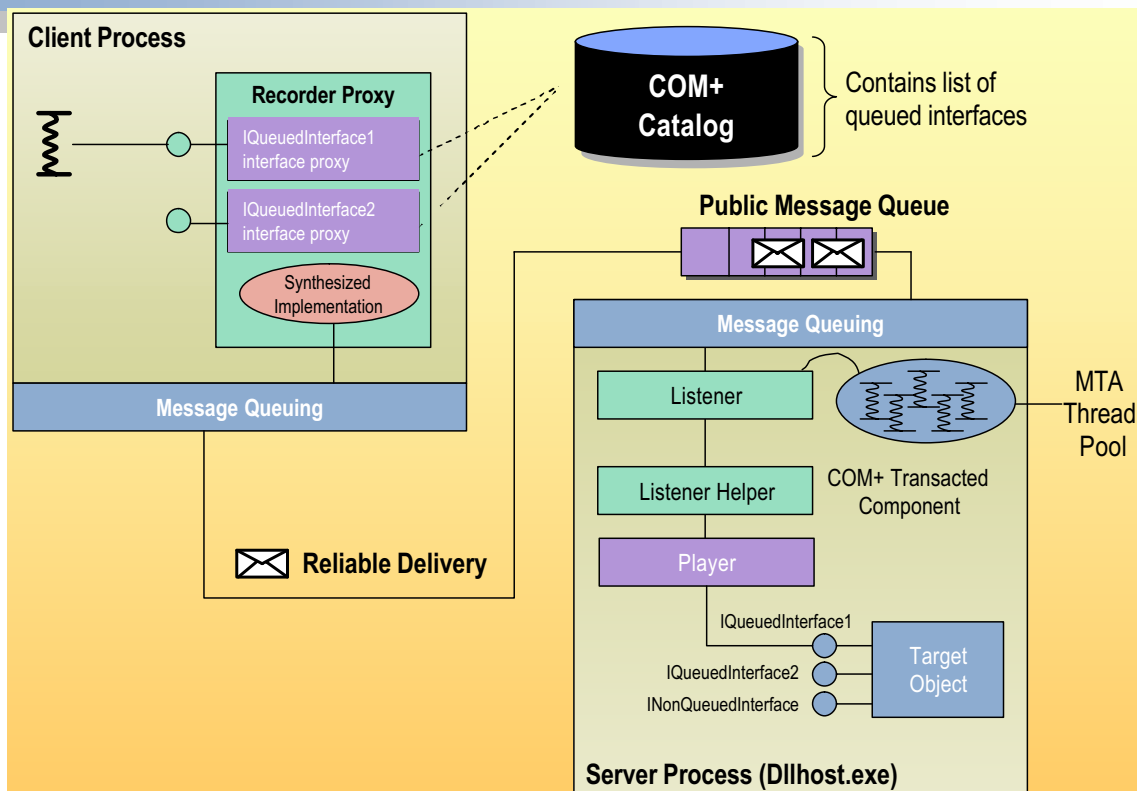 Client Process
Recorder Proxy
IQueuedInterface1
interface proxy
IQueuedInterface2
interface proxy
Synthesized
Implementation
Message Queuing
COM+
Catalog
Contains list of
queued interfaces
Public Message Queue
Message Queuing
Listener
MTA
Thread
Pool
Listener Helper
COM+ Transacted
Component
Reliable Delivery
Player
IQueuedInterface1
IQueuedInterface2
INonQueuedInterface
Target
Object
Server Process (Dllhost.exe)